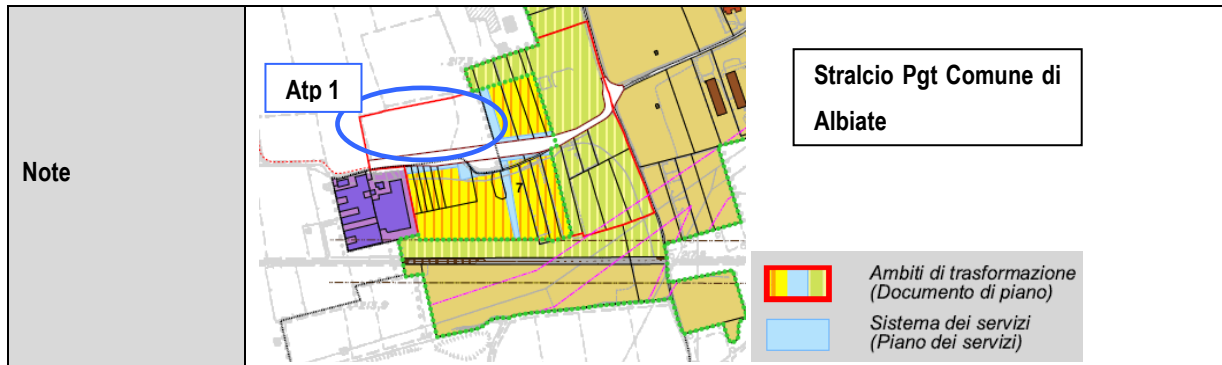 Note
Atp 1
7
Stralcio Pgt Comune di
Albiate
Ambiti di trasformazione
(Documento di piano)
Sistema dei servizi
(Piano dei servizi)